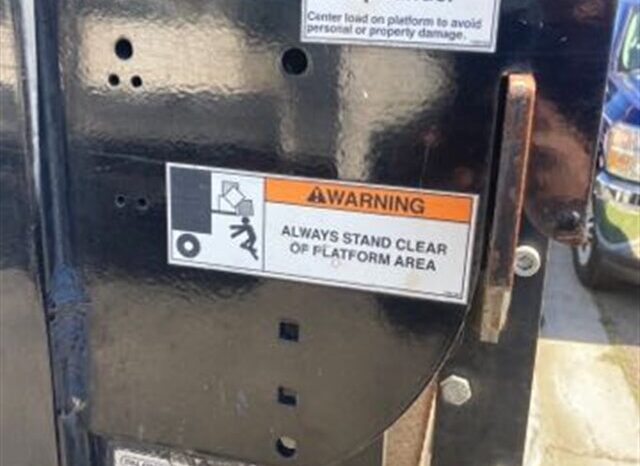 Center load on platform to avoid
personal or property damage.
WARNING
ALWAYS STAND CLEAR
OF PLATFORM AREA